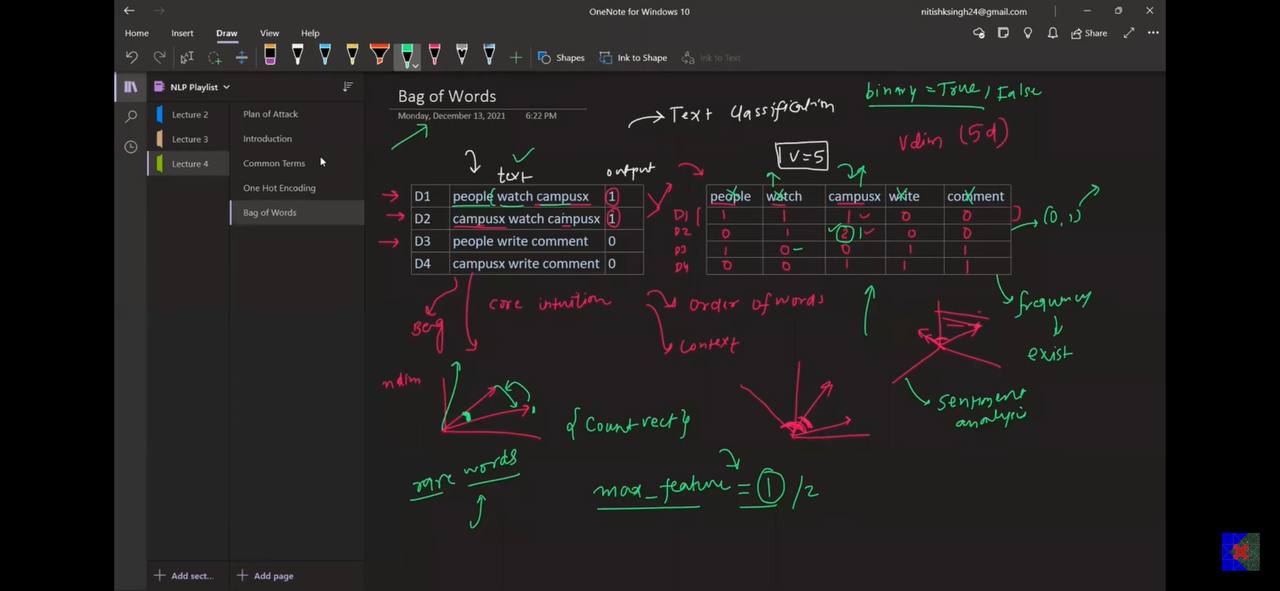 OneNote for Windows 10
nitishksingh24@gmail.com
Home Insert Draw View Help
Share
Shapes Ink to Shape Ink to Text
NLP Playlist
Lecture 2
Lecture 3
Lecture 4
Plan of Attack
Introduction
Common Terms
One Hot Encoding
Bag of Words
Bag of Words
Monday, December 13, 2021 6:22 PM
Text classification
binary = True, False
Vdim (5d)
V=5
text output
D1 people watch campusx 1
D2 campusx watch campusx 1
D3 people write comment 0
D4 campusx write comment 0
people watch campusx write comment
D1 1 1 1 0 0
D2 0 1 2 1 0 0
D3 1 0 0 1 1
D4 0 0 1 1 1
(0, 1)
core intuition
order of words
context
frequency
exist
ndim
{Countvect}
sentiment
analysis
rare words
max_feature = 1 /2
Add sect... Add page